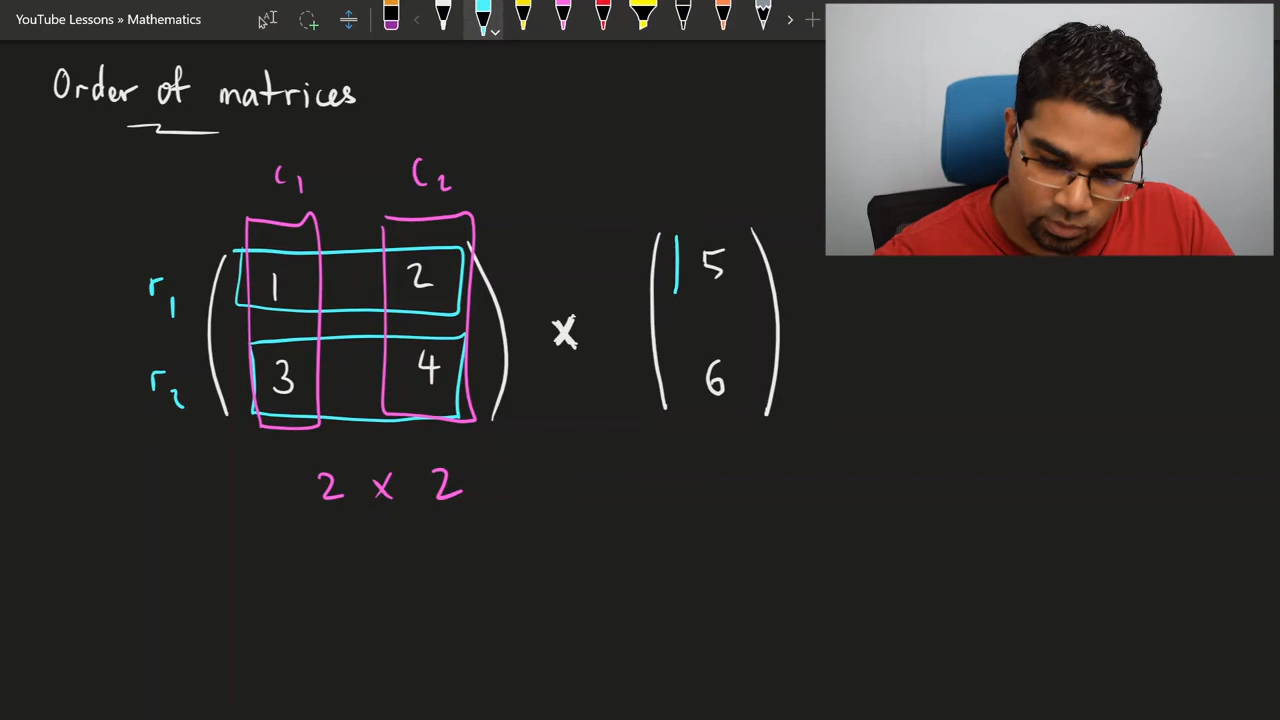 YouTube Lessons » Mathematics
Order of matrices
C1 C2
r1 ( 1 2 ) × ( 5 )
r2 ( 3 4 ) ( 6 )
2 × 2